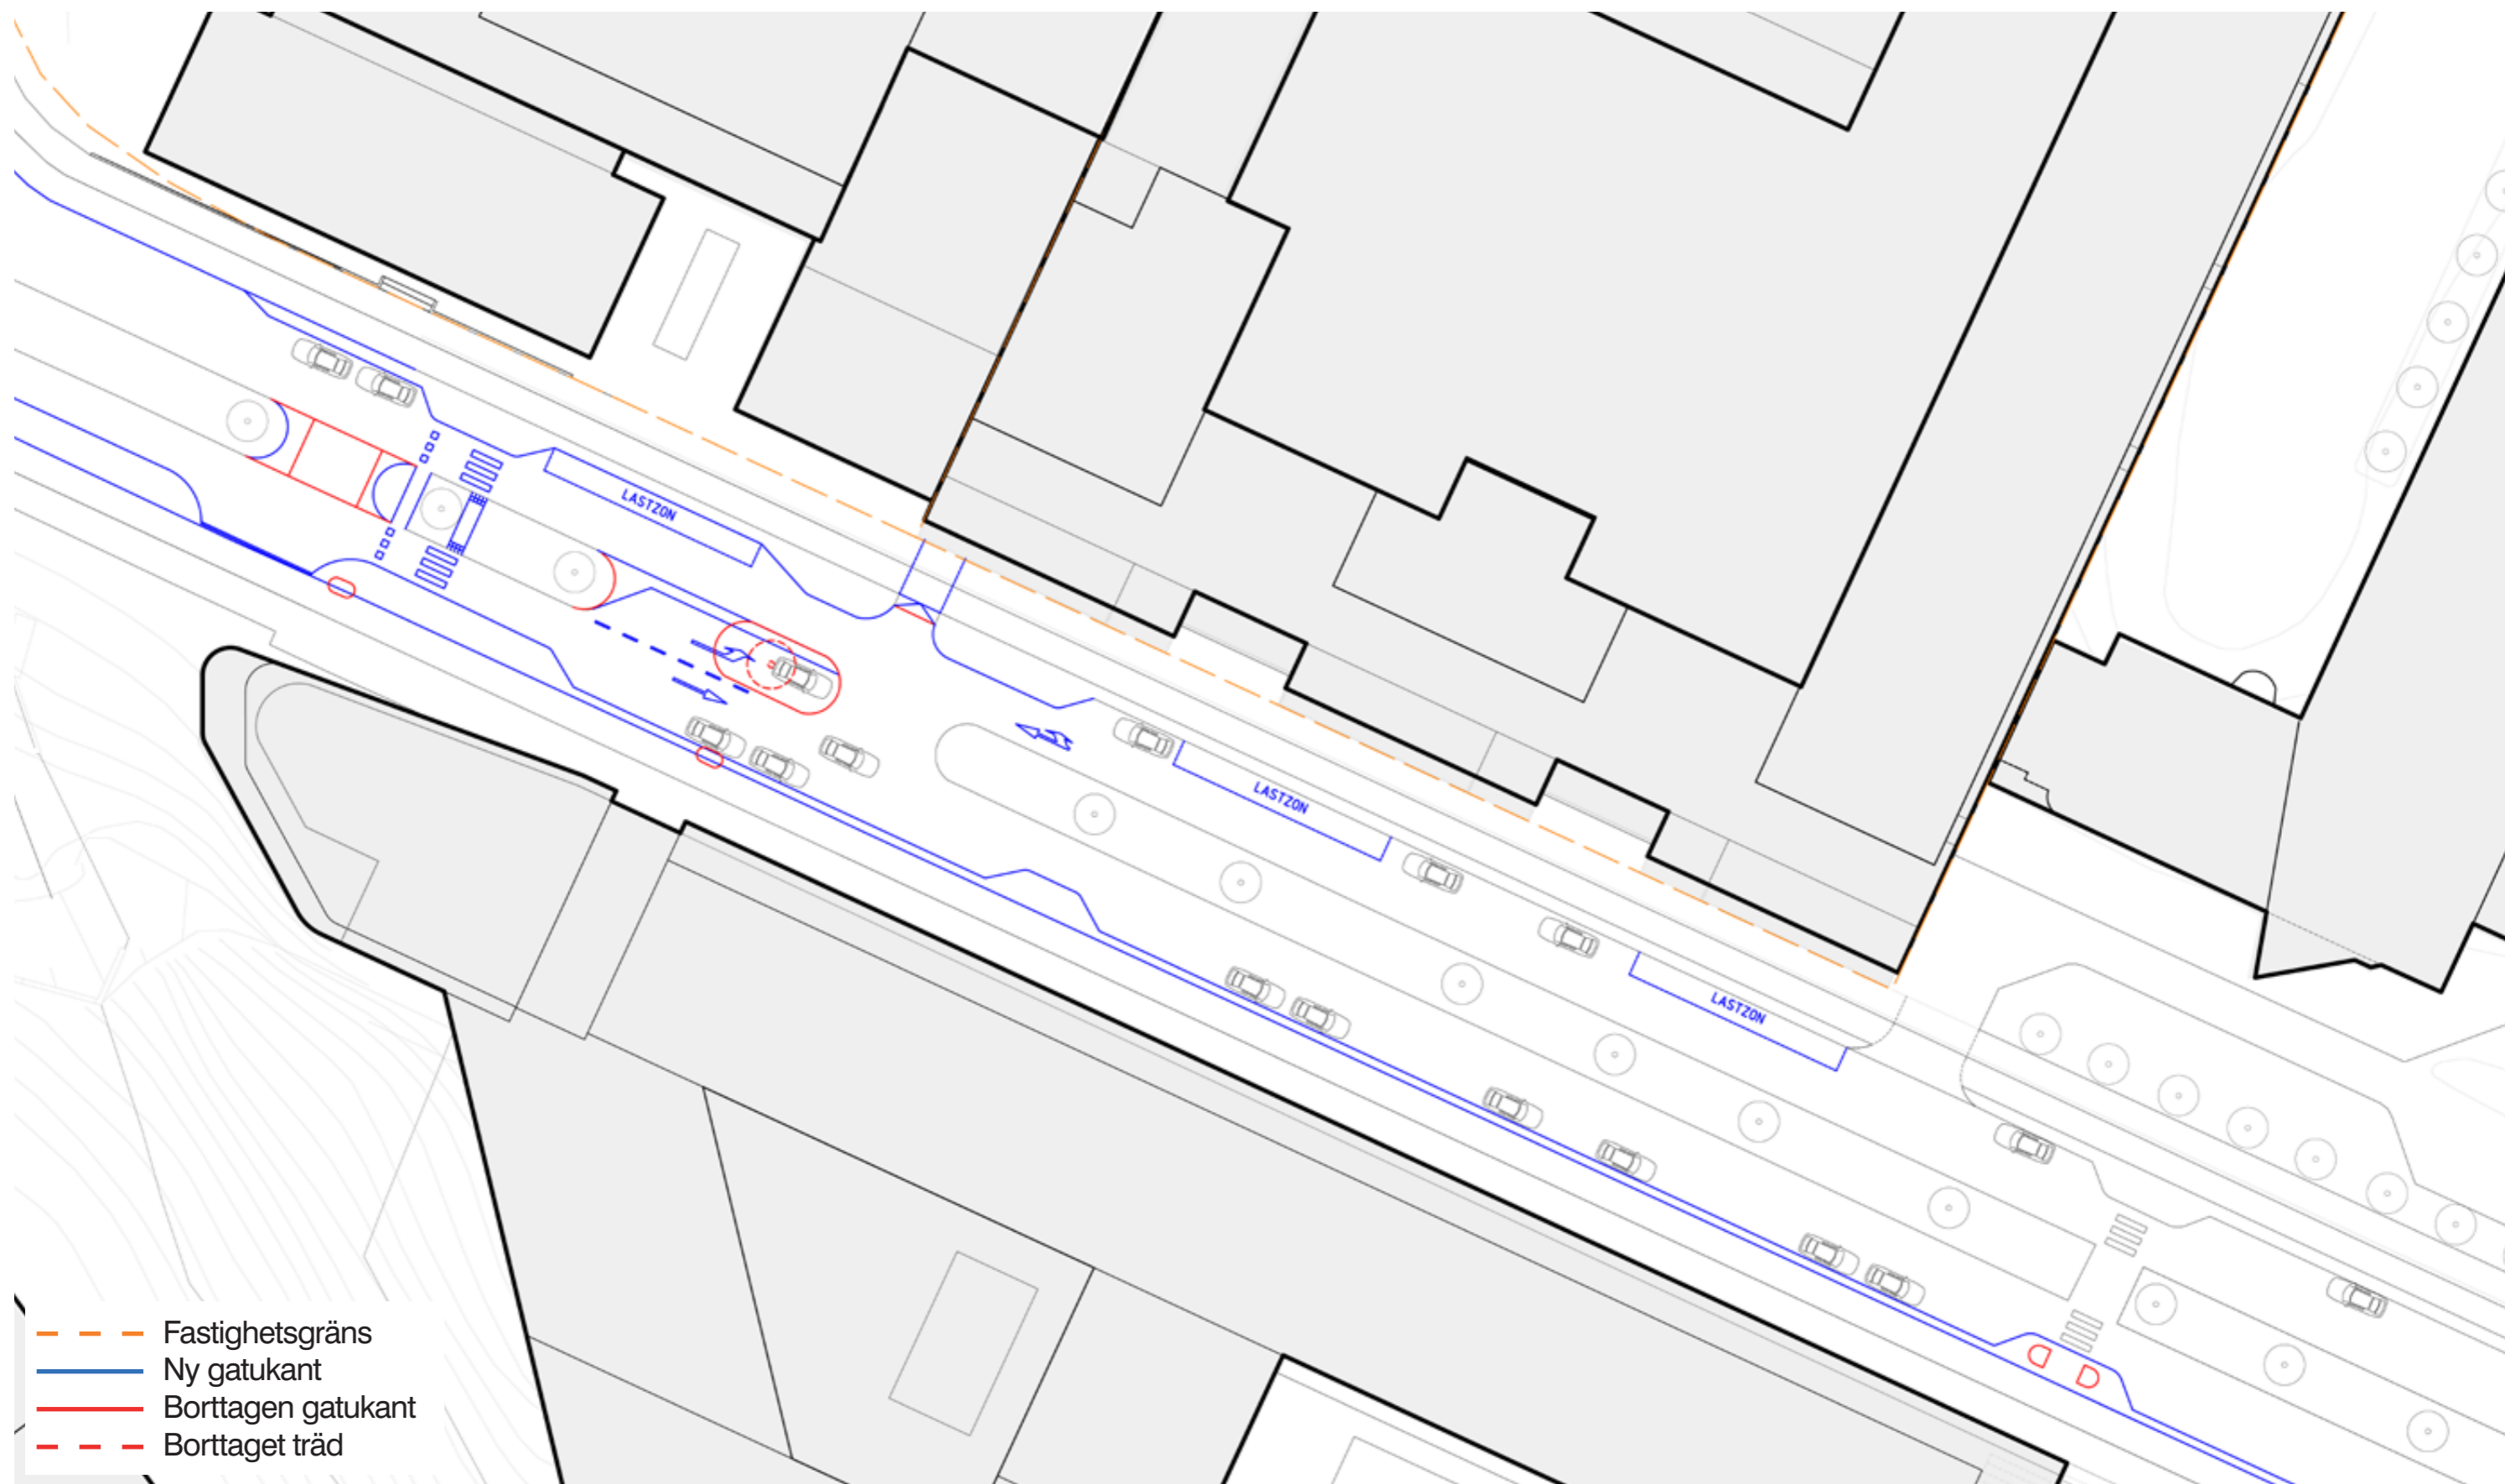 LASTZON
LASTZON
LASTZON
Fastighetsgräns
Ny gatukant
Borttagen gatukant
Borttaget träd